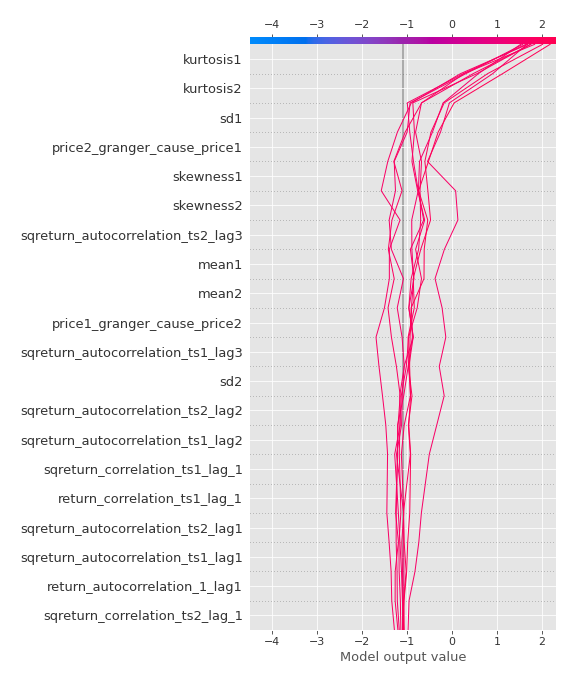 −4 −3 −2 −1 0 1 2
kurtosis1
kurtosis2
sd1
price2_granger_cause_price1
skewness1
skewness2
sqreturn_autocorrelation_ts2_lag3
mean1
mean2
price1_granger_cause_price2
sqreturn_autocorrelation_ts1_lag3
sd2
sqreturn_autocorrelation_ts2_lag2
sqreturn_autocorrelation_ts1_lag2
sqreturn_correlation_ts1_lag_1
return_correlation_ts1_lag_1
sqreturn_autocorrelation_ts2_lag1
sqreturn_autocorrelation_ts1_lag1
return_autocorrelation_1_lag1
sqreturn_correlation_ts2_lag_1
−4 −3 −2 −1 0 1 2
Model output value